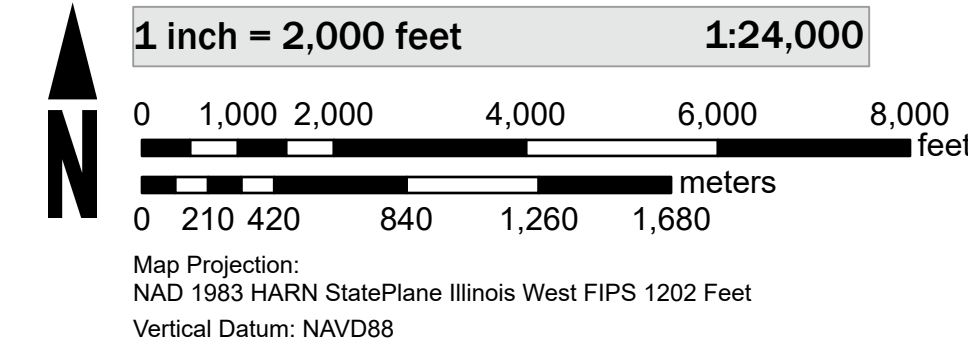 1 inch = 2,000 feet 1:24,000
0 1,000 2,000 4,000 6,000 8,000
feet
meters
0 210 420 840 1,260 1,680
N
Map Projection:
NAD 1983 HARN StatePlane Illinois West FIPS 1202 Feet
Vertical Datum: NAVD88